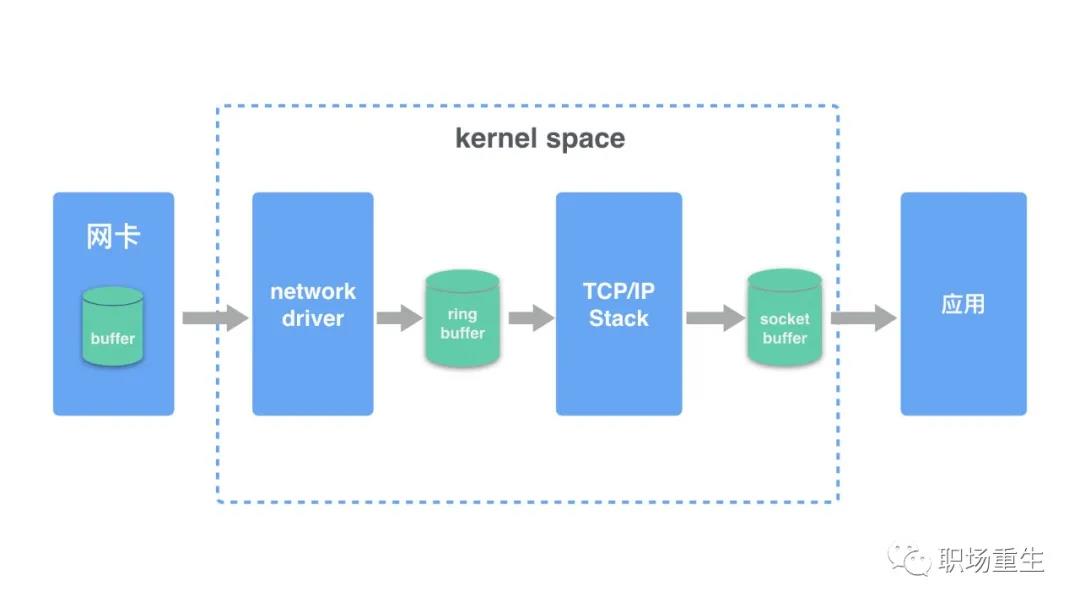 kernel space
网卡
buffer
network
driver
ring
buffer
TCP/IP
Stack
socket
buffer
应用
职场重生